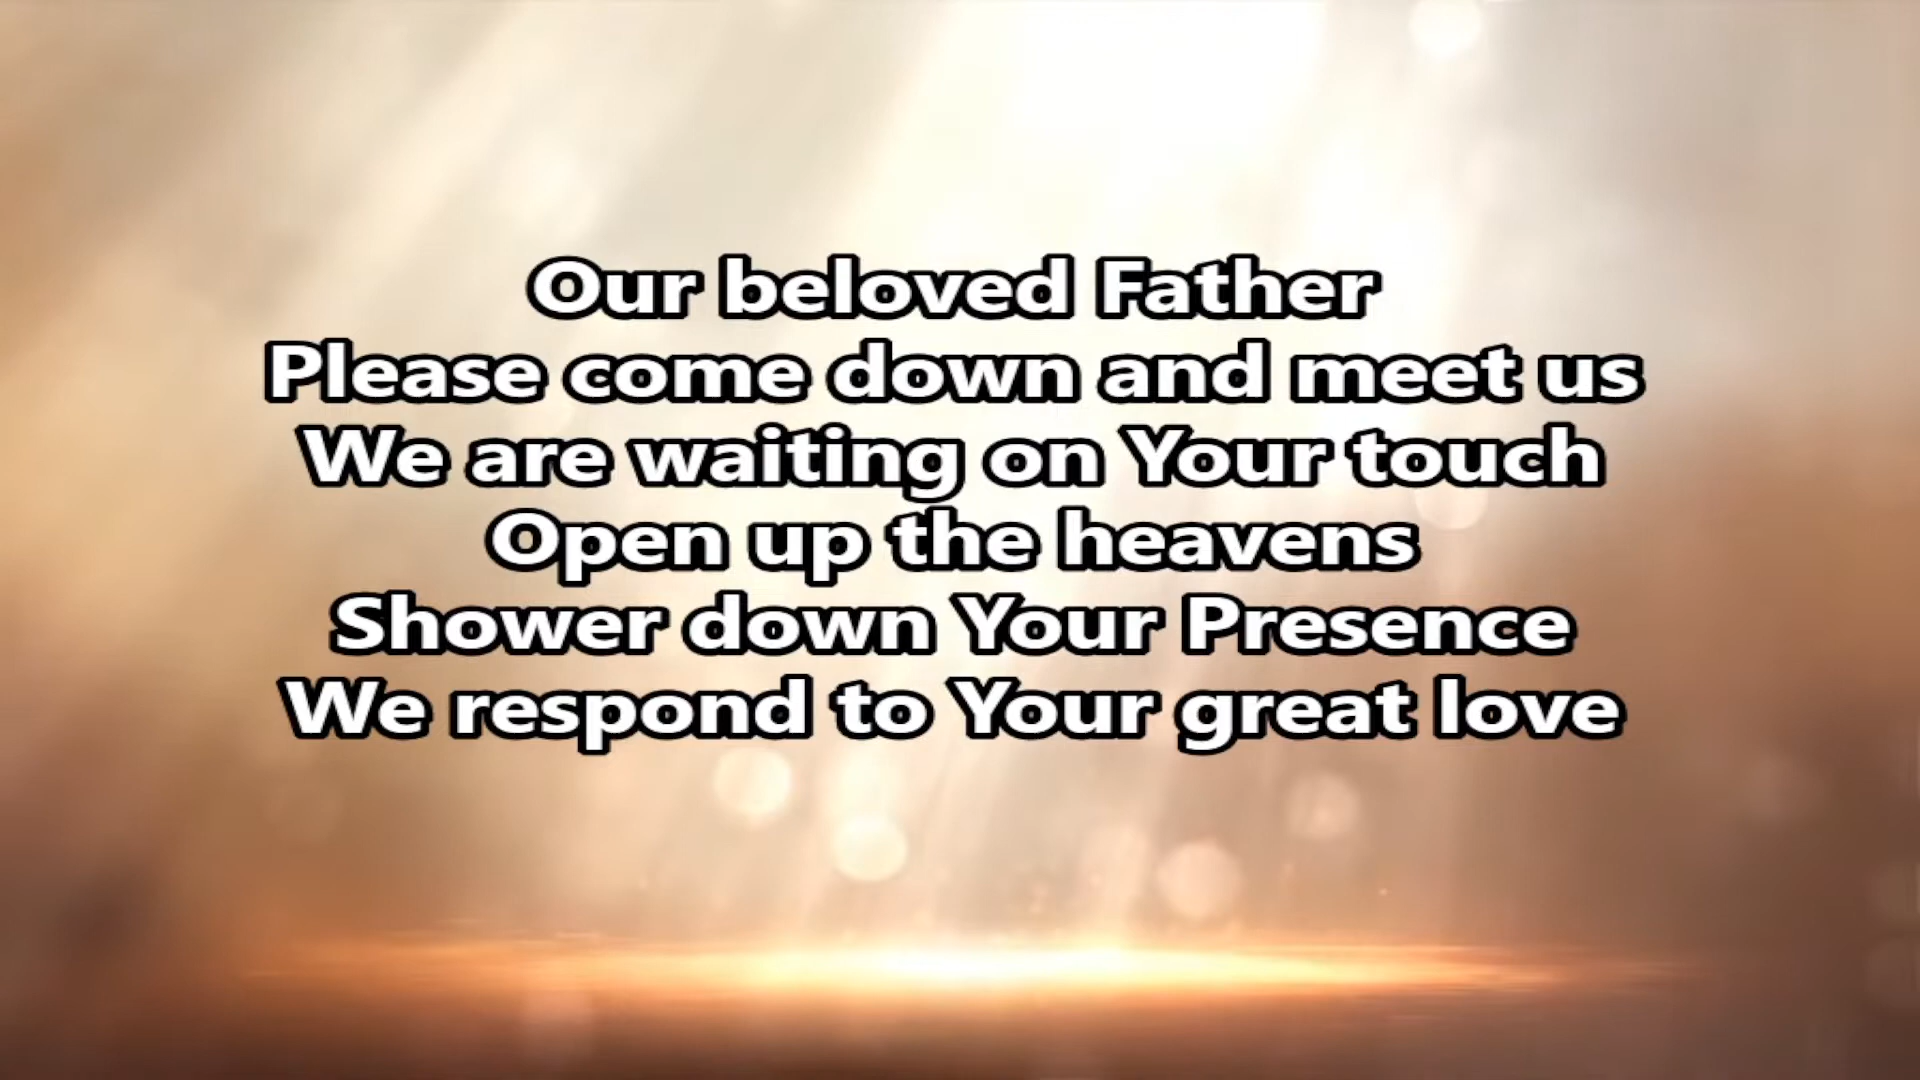 Our beloved Father
Please come down and meet us
We are waiting on Your touch
Open up the heavens
Shower down Your Presence
We respond to Your great love